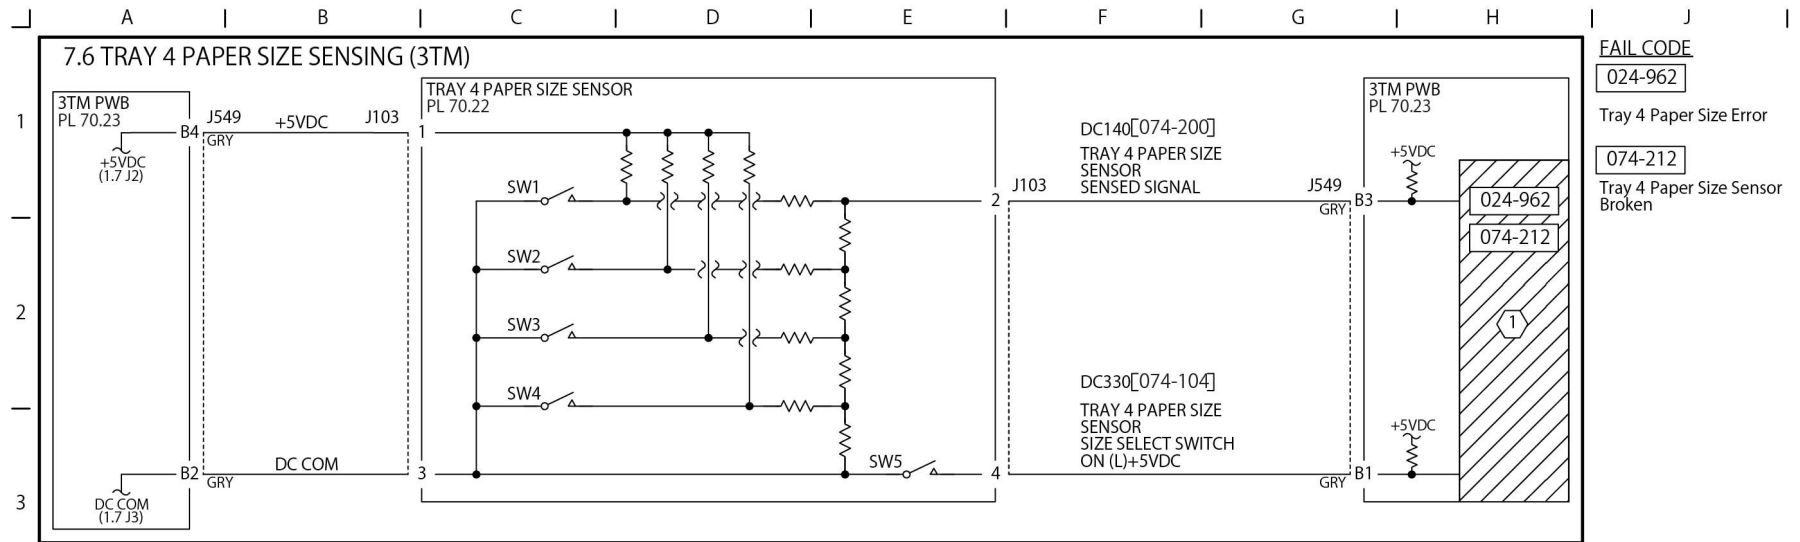 A B C D E F G H J
7.6 TRAY 4 PAPER SIZE SENSING (3TM)
FAIL CODE
024-962
Tray 4 Paper Size Error
074-212
Tray 4 Paper Size Sensor
Broken
1
2
3
3TM PWB
PL 70.23
+5VDC
(1.7 J2)
B4
J549
GRY
+5VDC
J103
1
DC COM
(1.7 J3)
B2
GRY
DC COM
3
TRAY 4 PAPER SIZE SENSOR
PL 70.22
SW1
SW2
SW3
SW4
SW5
2
4
J103
DC140[074-200]
TRAY 4 PAPER SIZE
SENSOR
SENSED SIGNAL
J549
GRY
B3
DC330[074-104]
TRAY 4 PAPER SIZE
SENSOR
SIZE SELECT SWITCH
ON (L)+5VDC
GRY
B1
3TM PWB
PL 70.23
+5VDC
024-962
074-212
1
+5VDC